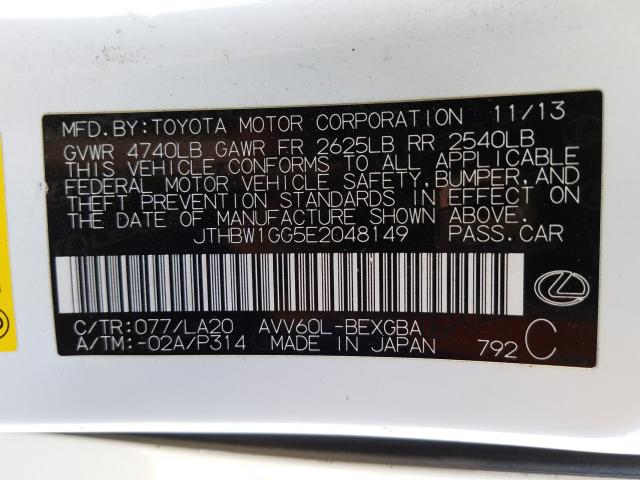 MFD.BY:TOYOTA MOTOR CORPORATION 11/13
GVWR 4740LB GAWR FR 2625LB RR 2540LB
THIS VEHICLE CONFORMS TO ALL APPLICABLE
FEDERAL MOTOR VEHICLE SAFETY, BUMPER, AND
THEFT PREVENTION STANDARDS IN EFFECT ON
THE DATE OF MANUFACTURE SHOWN ABOVE.
JTHBW1GG5E2048149 PASS.CAR
C/TR:077/LA20 AVV60L-BEXGBA
A/TM:-02A/P314 MADE IN JAPAN 792 C